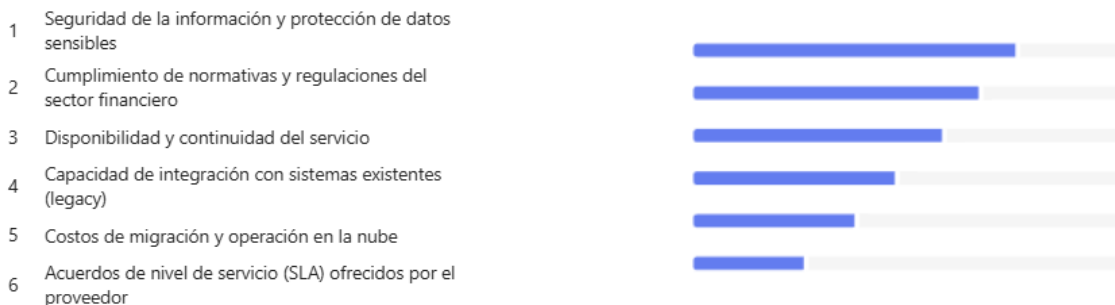 1 Seguridad de la información y protección de datos
sensibles
2 Cumplimiento de normativas y regulaciones del
sector financiero
3 Disponibilidad y continuidad del servicio
4 Capacidad de integración con sistemas existentes
(legacy)
5 Costos de migración y operación en la nube
6 Acuerdos de nivel de servicio (SLA) ofrecidos por el
proveedor